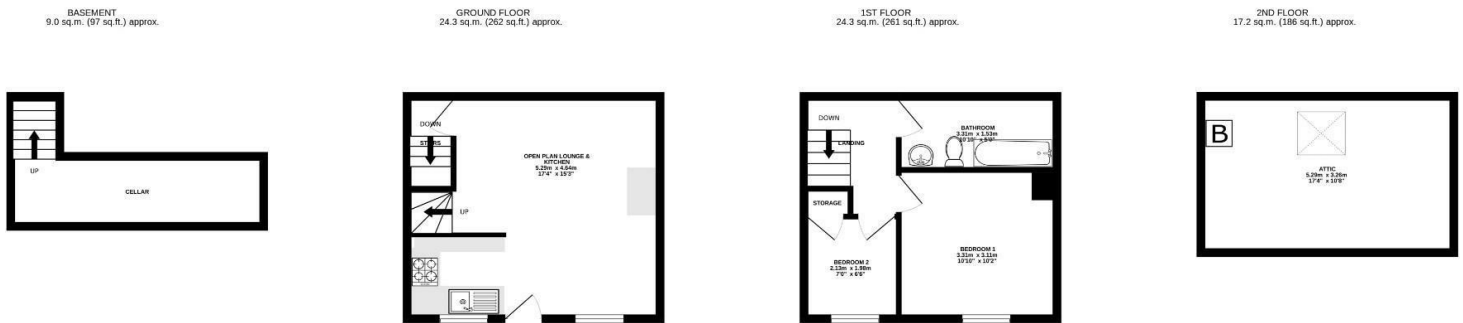 BASEMENT
9.0 sq.m. (97 sq.ft.) approx.
UP
CELLAR
GROUND FLOOR
24.3 sq.m. (262 sq.ft.) approx.
DOWN
STAIRS
OPEN PLAN LOUNGE &
KITCHEN
5.29m x 4.64m
17'4" x 15'3"
UP
1ST FLOOR
24.3 sq.m. (261 sq.ft.) approx.
DOWN
LANDING
BATHROOM
3.31m x 1.53m
10'10" x 5'0"
STORAGE
BEDROOM 1
3.31m x 3.11m
10'10" x 10'2"
BEDROOM 2
2.13m x 1.98m
7'0" x 6'6"
2ND FLOOR
17.2 sq.m. (186 sq.ft.) approx.
B
ATTIC
5.29m x 3.26m
17'4" x 10'8"